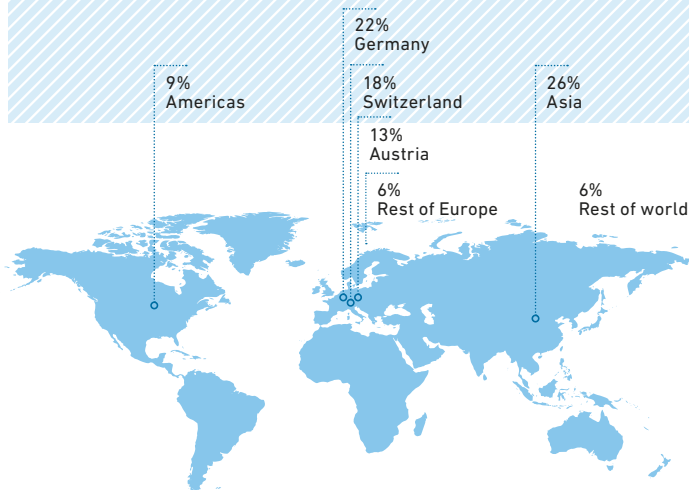 22%
Germany
9%
Americas
18%
Switzerland
26%
Asia
13%
Austria
6%
Rest of Europe
6%
Rest of world